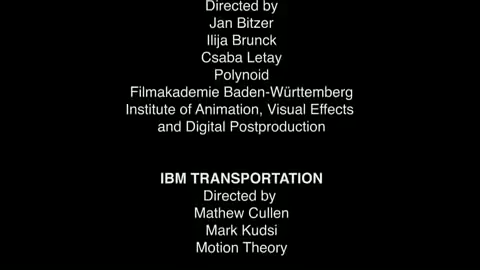 Directed by
Jan Bitzer
Ilija Brunck
Csaba Letay
Polynoid
Filmakademie Baden-Württemberg
Institute of Animation, Visual Effects
and Digital Postproduction
IBM TRANSPORTATION
Directed by
Mathew Cullen
Mark Kudsi
Motion Theory